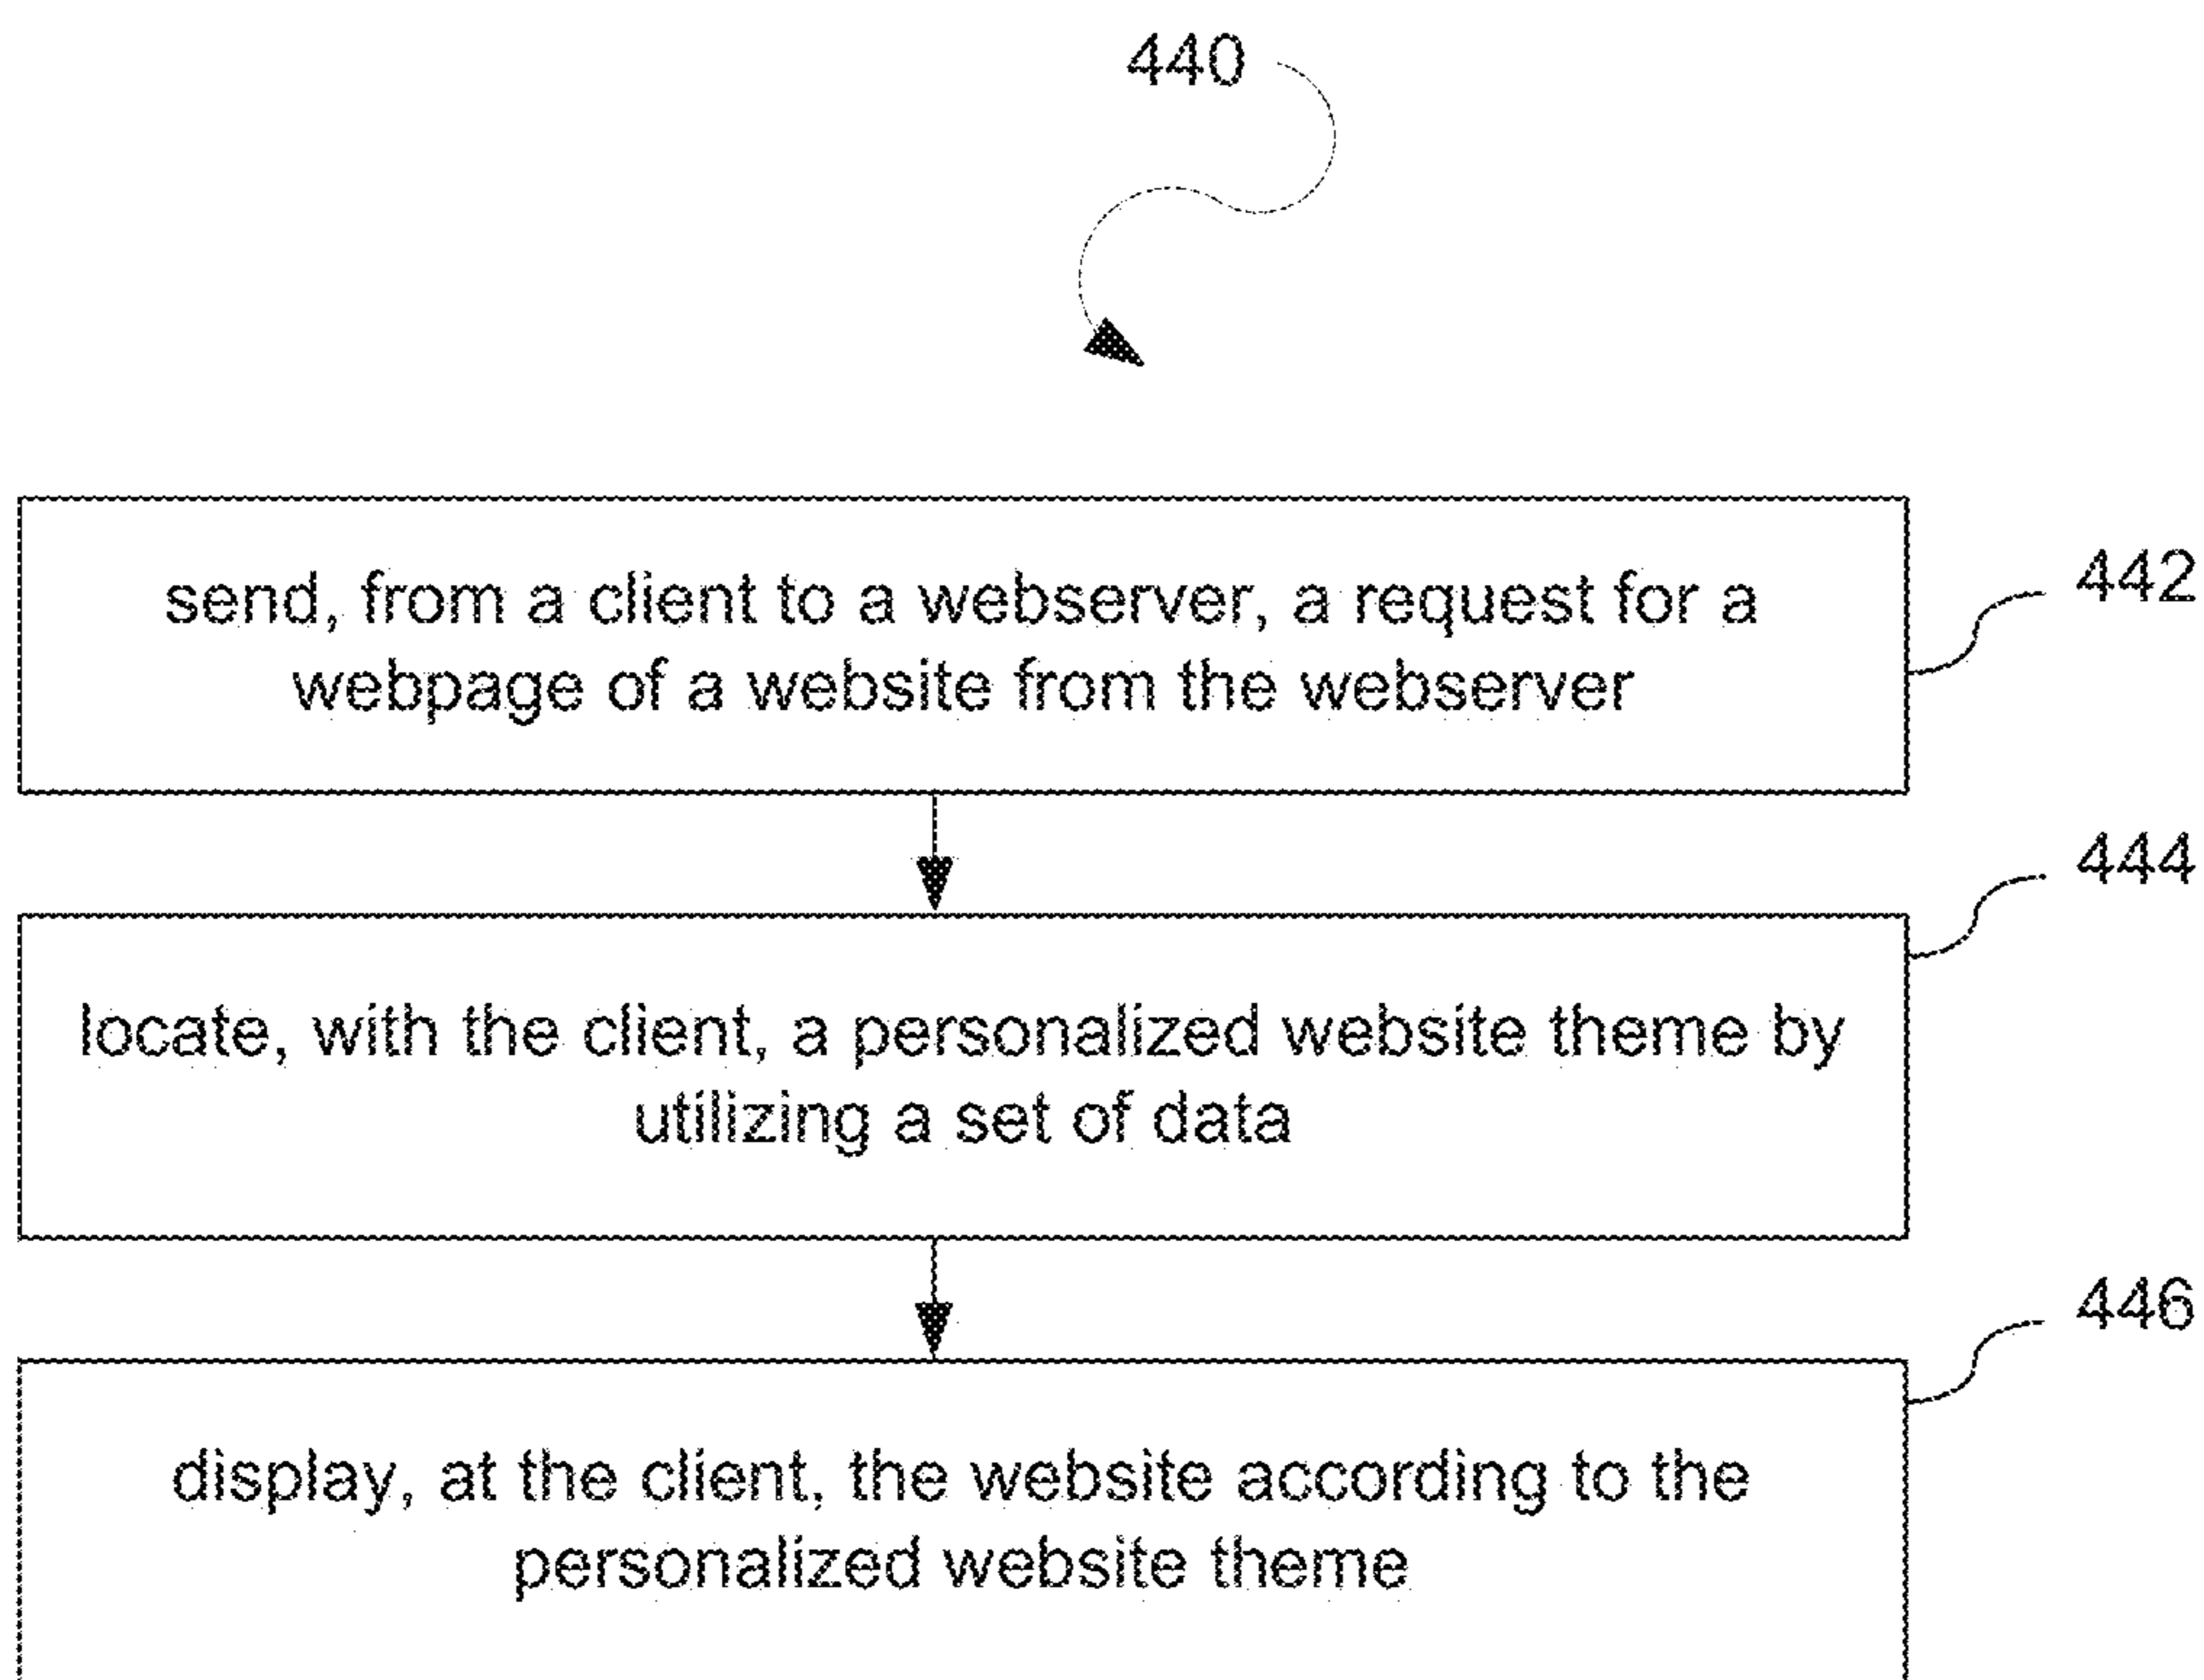 440
send, from a client to a webserver, a request for a
webpage of a website from the webserver
442
locate, with the client, a personalized website theme by
utilizing a set of data
444
display, at the client, the website according to the
personalized website theme
446